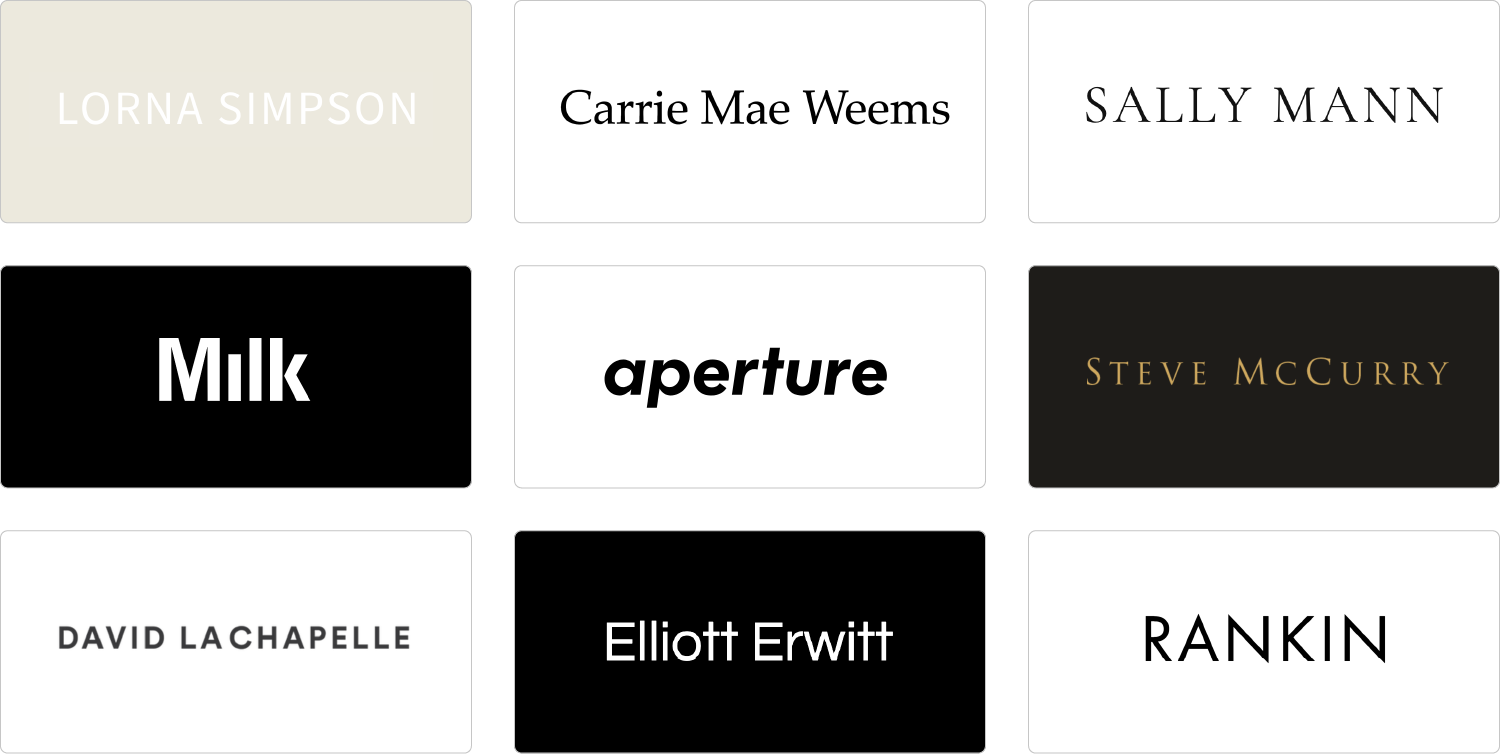 LORNA SIMPSON
Carrie Mae Weems
SALLY MANN
Milk
aperture
STEVE MCCURRY
DAVID LACHAPELLE
Elliott Erwitt
RANKIN